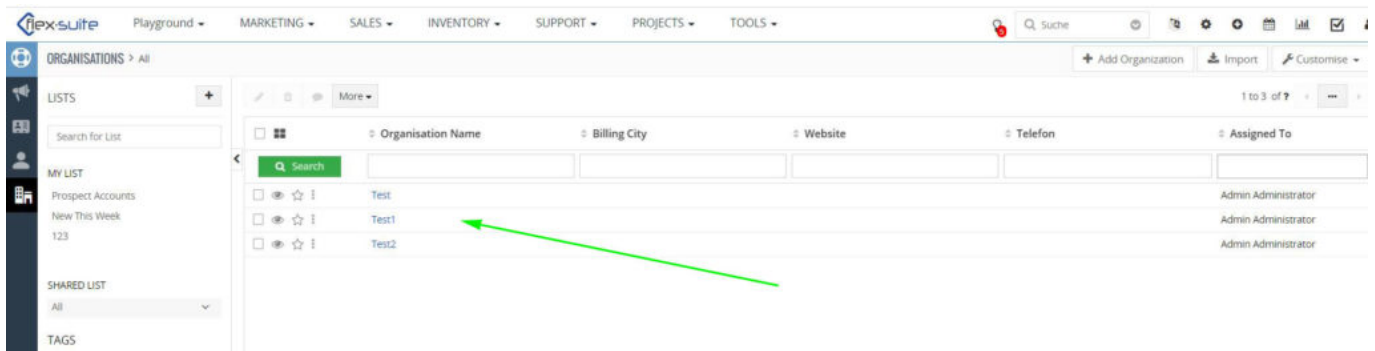 flex-suite Playground MARKETING SALES INVENTORY SUPPORT PROJECTS TOOLS Suche
ORGANISATIONS > All + Add Organization Import Customise
LISTS + More 1 to 3 of ? ...
Search for List Organisation Name Billing City Website Telefon Assigned To
Search
MY LIST
Prospect Accounts Test Admin Administrator
New This Week Test1 Admin Administrator
123 Test2 Admin Administrator
SHARED LIST
All
TAGS